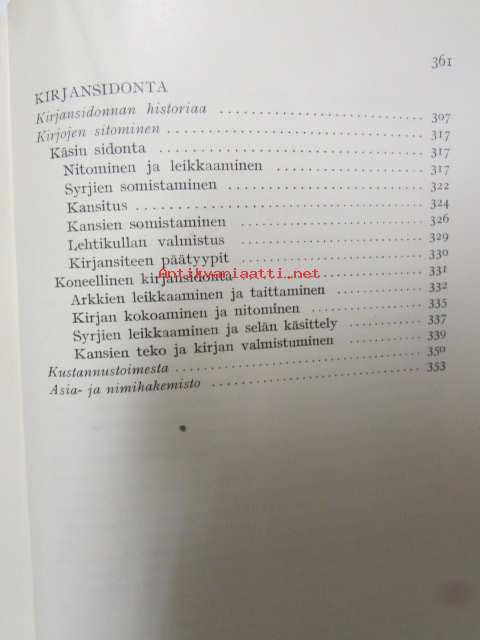 361
KIRJANSIDONTA
Kirjansidonnan historiaa ........................ 307
Kirjojen sitominen ........................ 317
Käsin sidonta ........................ 317
Nitominen ja leikkaaminen ........................ 317
Syrjien somistaminen ........................ 322
Kansitus ........................ 324
Kansien somistaminen ........................ 326
Lehtikullan valmistus ........................ 329
Kirjansiteen päätyypit ........................ 330
Antikvariaatti.net
Koneellinen kirjansidonta ........................ 331
Arkkien leikkaaminen ja taittaminen ........................ 332
Kirjan kokoaminen ja nitominen ........................ 335
Syrjien leikkaaminen ja selän käsittely ........................ 337
Kansien teko ja kirjan valmistuminen ........................ 339
Kustannustoimesta ........................ 350
Asia- ja nimihakemisto ........................ 353